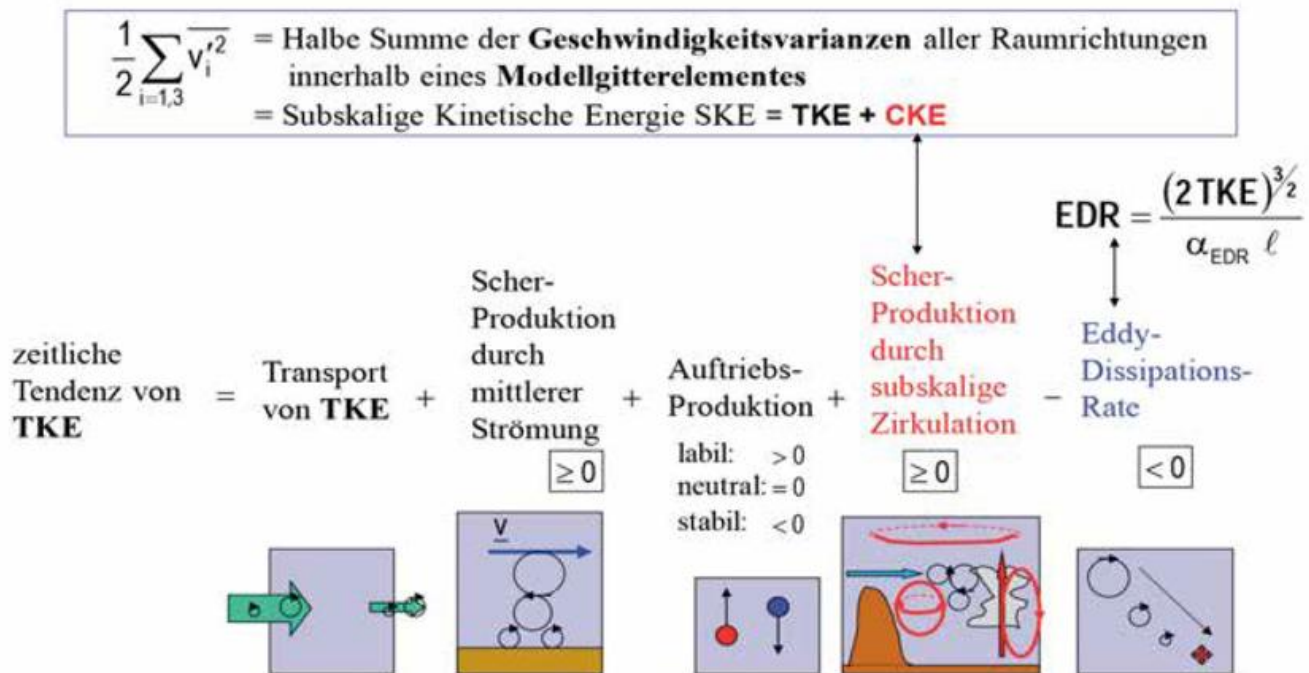 1/2 ∑ i=1,3 v̅ᵢ′² = Halbe Summe der Geschwindigkeitsvarianzen aller Raumrichtungen
innerhalb eines Modellgitterelementes
= Subskalige Kinetische Energie SKE = TKE + CKE
EDR = (2 TKE)^3/2 / α_EDR ℓ
zeitliche
Tendenz von
TKE
=
Transport
von TKE
+
Scher-
Produktion
durch
mittlerer
Strömung
≥ 0
+
Auftriebs-
Produktion
labil: > 0
neutral: = 0
stabil: < 0
+
Scher-
Produktion
durch
subskalige
Zirkulation
≥ 0
−
Eddy-
Dissipations-
Rate
< 0
v